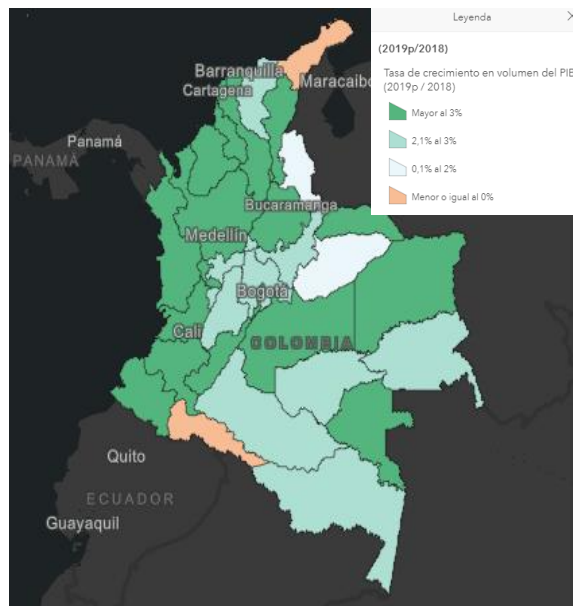 Leyenda
(2019p/2018)
Tasa de crecimiento en volumen del PIB
(2019p / 2018)
Mayor al 3%
2,1% al 3%
0,1% al 2%
Menor o igual al 0%
Barranquilla
Maracaibo
Cartagena
Panamá
PANAMÁ
Bucaramanga
Medellín
Bogotá
Cali
COLOMBIA
Quito
ECUADOR
Guayaquil